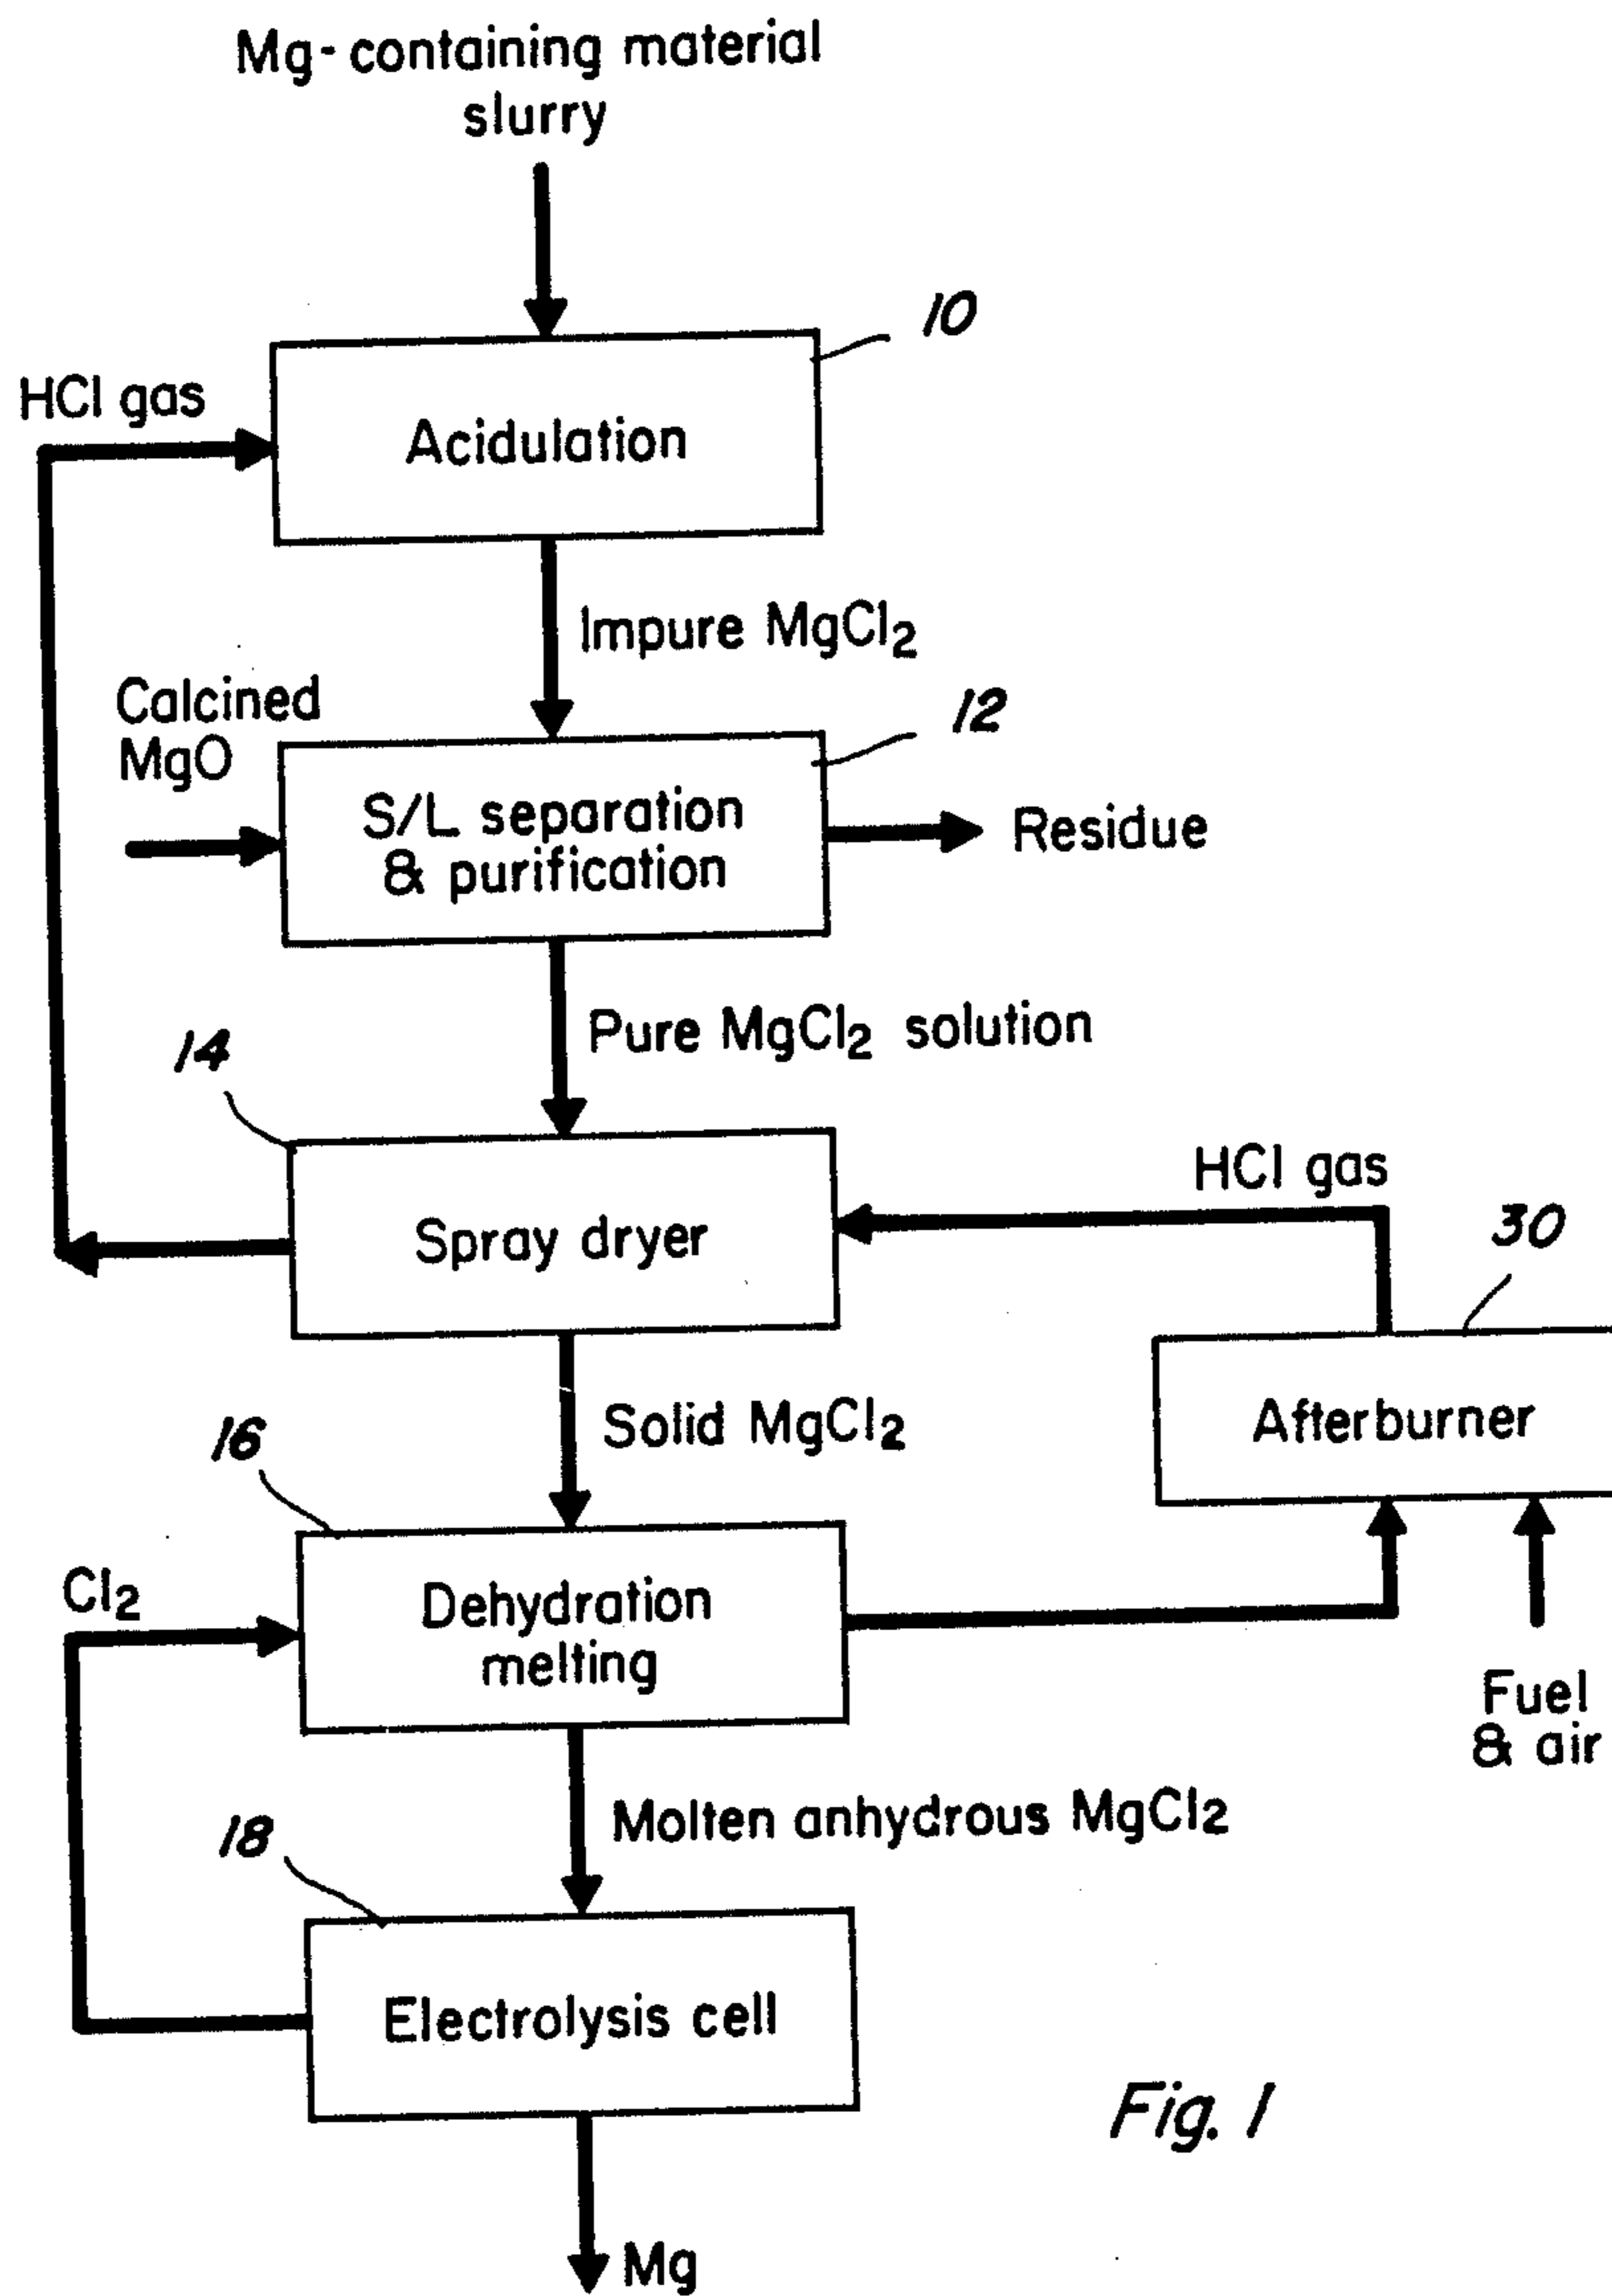 Mg-containing material
slurry
10
HCl gas
Acidulation
Impure MgCl2
Calcined
MgO
12
S/L separation
& purification
Residue
Pure MgCl2 solution
14
HCl gas
Spray dryer
30
Afterburner
Solid MgCl2
16
Cl2
Dehydration
melting
Fuel
& air
Molten anhydrous MgCl2
18
Electrolysis cell
Fig. 1
Mg